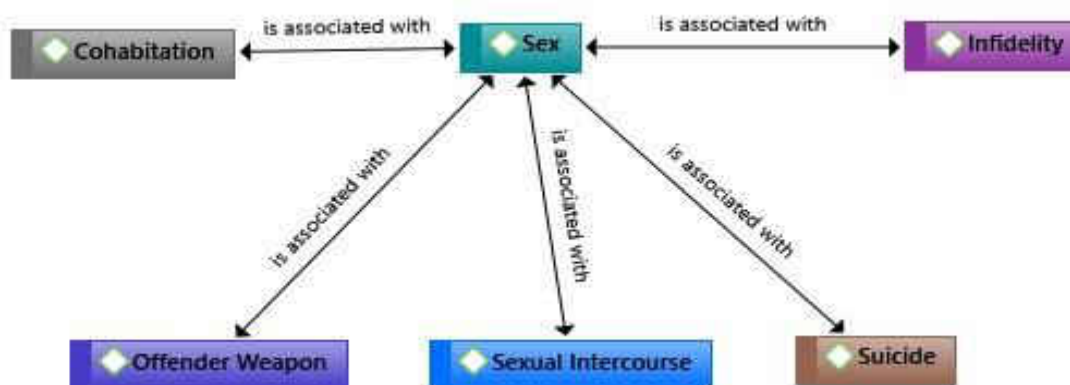 is associated with
is associated with
Cohabitation
Sex
Infidelity
is associated with
is associated with
is associated with
Offender Weapon
Sexual Intercourse
Suicide